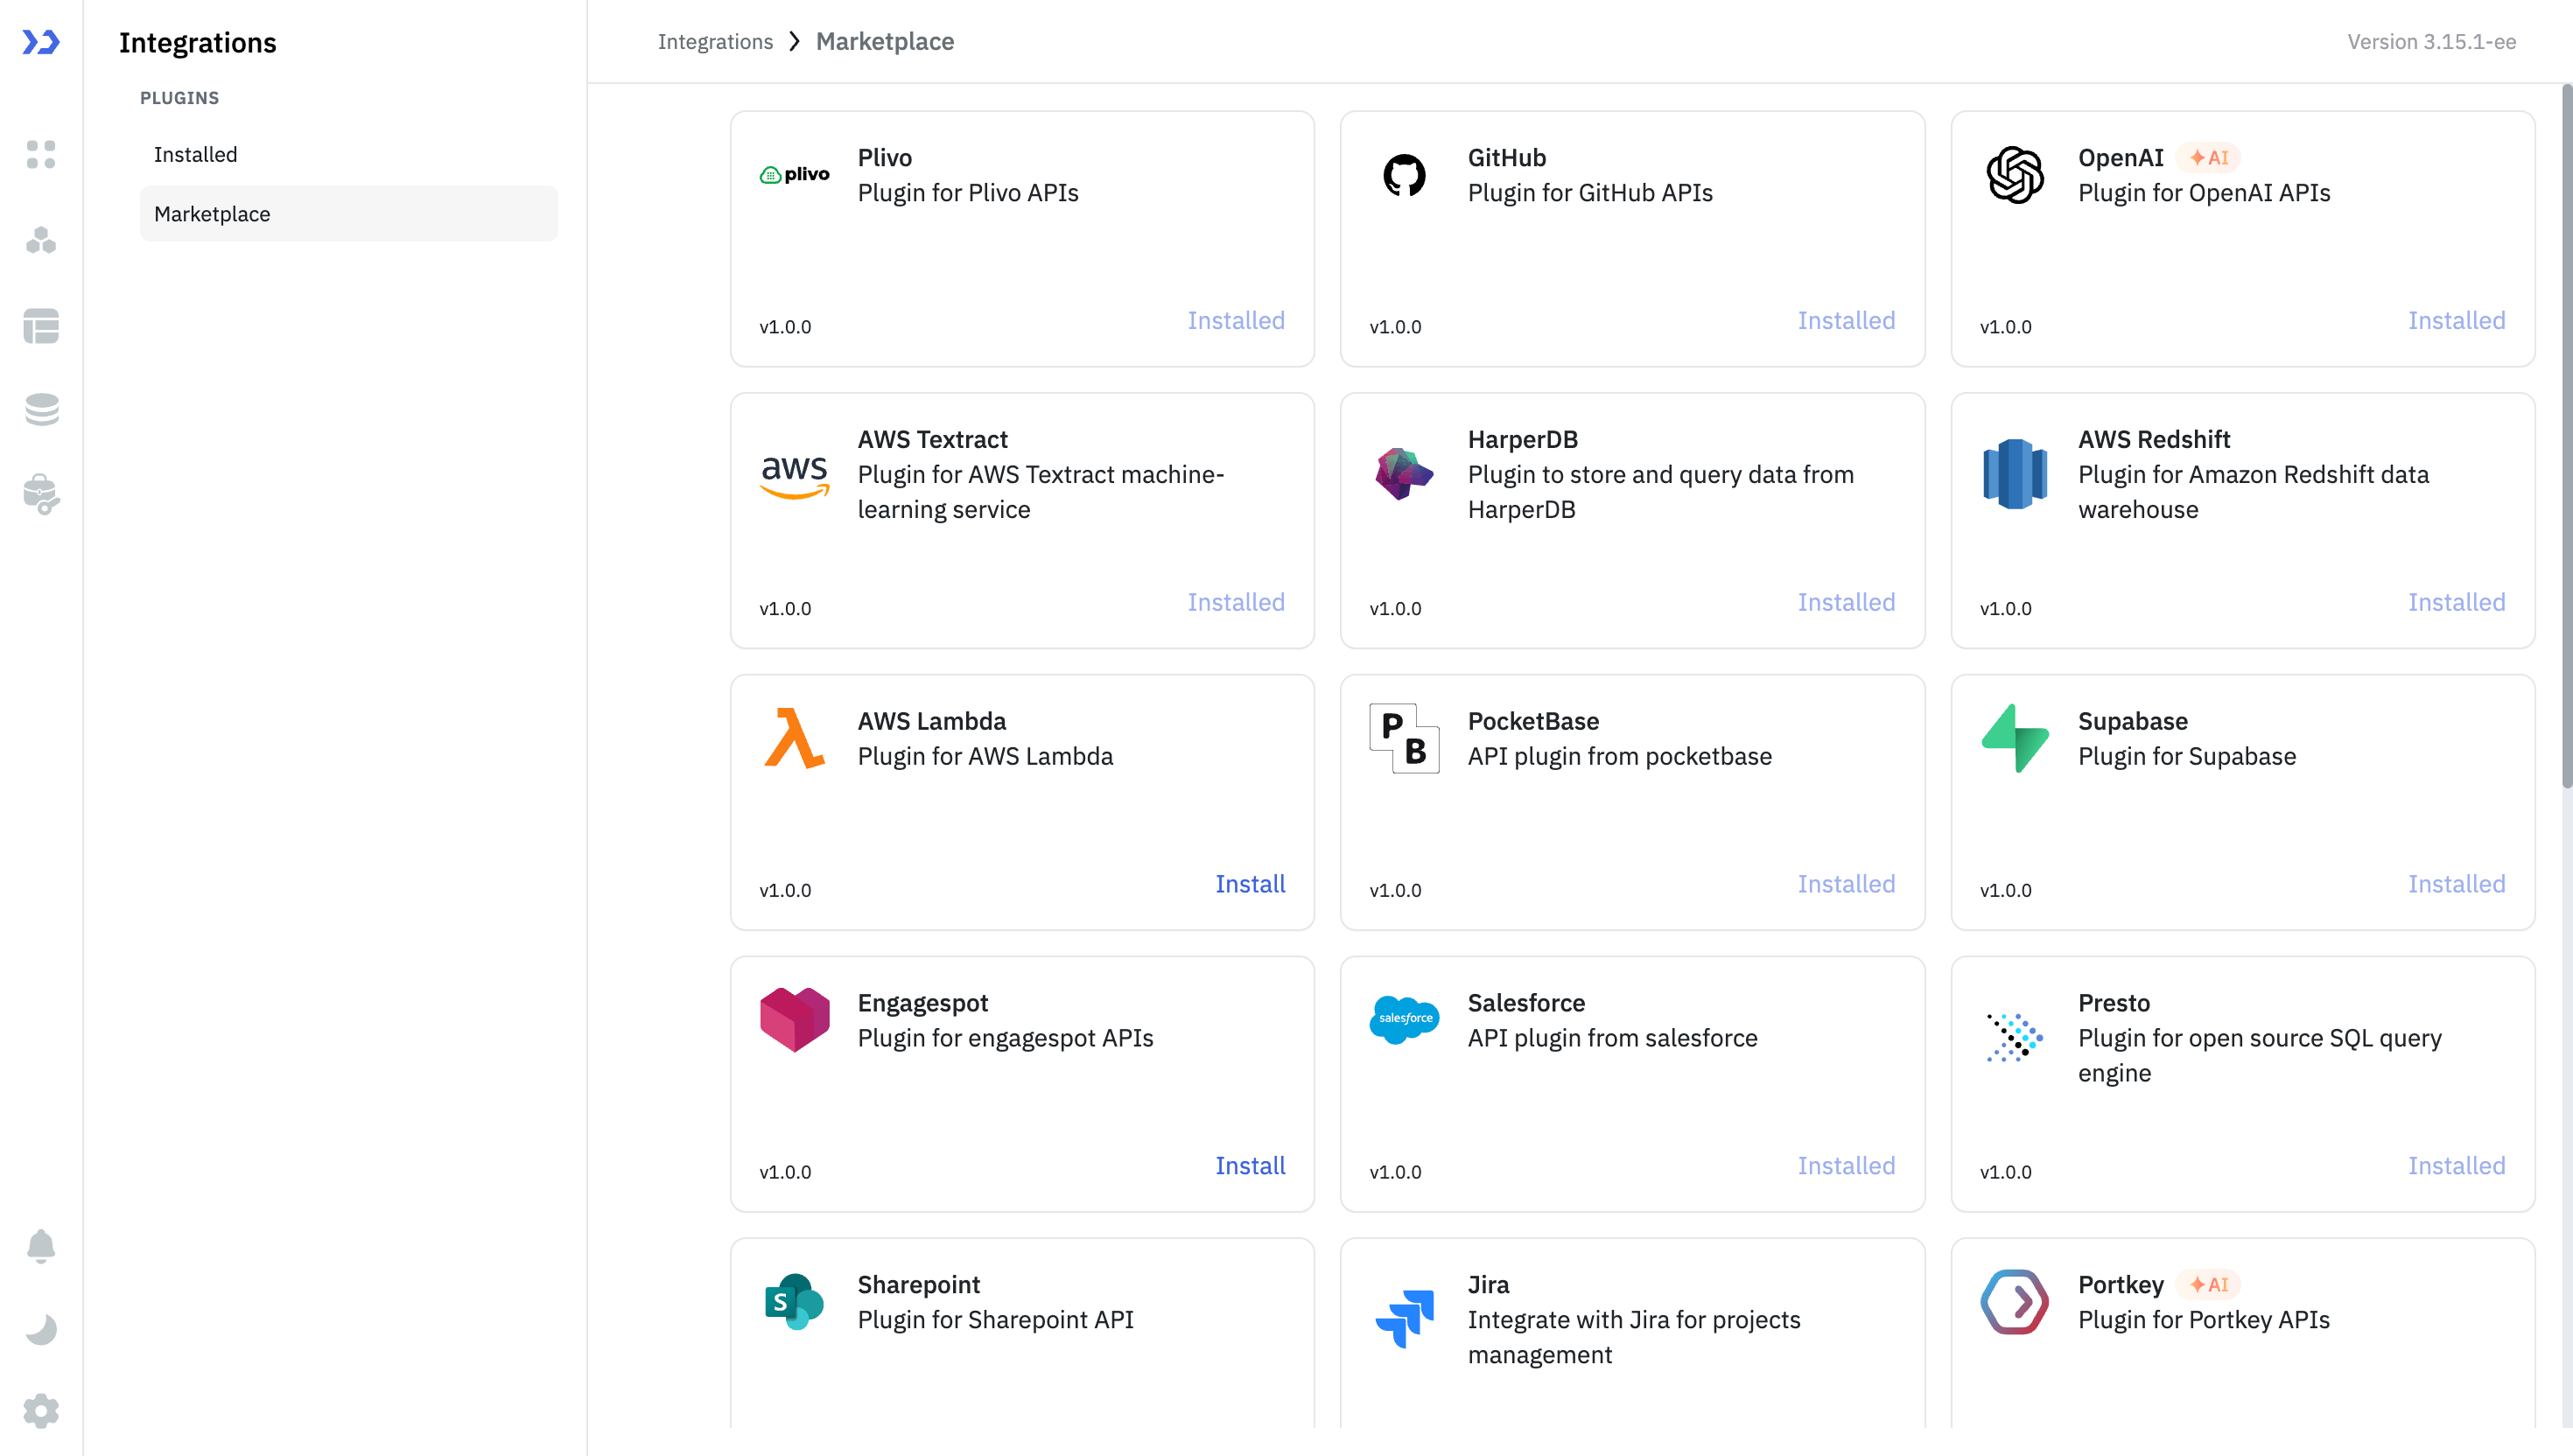 Integrations
PLUGINS
Installed
Marketplace
Integrations Marketplace
Version 3.15.1-ee
plivo
Plivo
Plugin for Plivo APIs
v1.0.0
Installed
GitHub
Plugin for GitHub APIs
v1.0.0
Installed
OpenAI AI
Plugin for OpenAI APIs
v1.0.0
Installed
aws
AWS Textract
Plugin for AWS Textract machine-
learning service
v1.0.0
Installed
HarperDB
Plugin to store and query data from
HarperDB
v1.0.0
Installed
AWS Redshift
Plugin for Amazon Redshift data
warehouse
v1.0.0
Installed
AWS Lambda
Plugin for AWS Lambda
v1.0.0
Install
P
B
PocketBase
API plugin from pocketbase
v1.0.0
Installed
Supabase
Plugin for Supabase
v1.0.0
Installed
Engagespot
Plugin for engagespot APIs
v1.0.0
Install
salesforce
Salesforce
API plugin from salesforce
v1.0.0
Installed
Presto
Plugin for open source SQL query
engine
v1.0.0
Installed
S
Sharepoint
Plugin for Sharepoint API
Jira
Integrate with Jira for projects
management
Portkey AI
Plugin for Portkey APIs